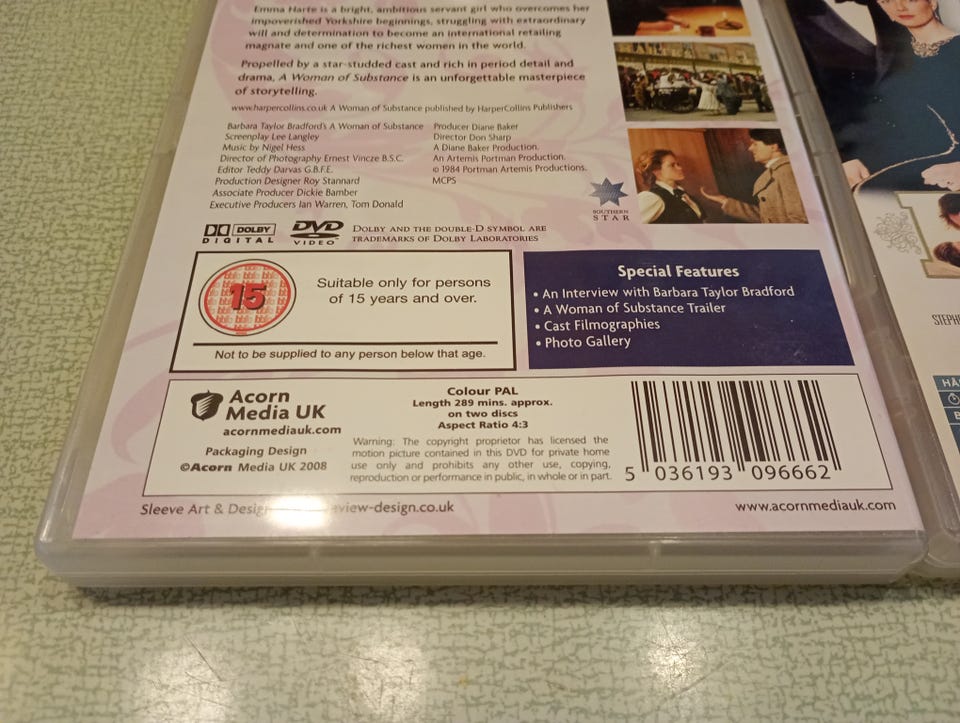 Emma Harte is a bright, ambitious servant girl who overcomes her
impoverished Yorkshire beginnings, struggling with extraordinary
will and determination to become an international retailing
magnate and one of the richest women in the world.
Propelled by a star-studded cast and rich in period detail and
drama, A Woman of Substance is an unforgettable masterpiece
of storytelling.
www.harpercollins.co.uk A Woman of Substance published by HarperCollins Publishers
Barbara Taylor Bradford's A Woman of Substance
Screenplay Lee Langley
Music by Nigel Hess
Director of Photography Ernest Vincze B.S.C.
Editor Teddy Darvas G.B.F.E.
Production Designer Roy Stannard
Associate Producer Dickie Bamber
Executive Producers Ian Warren, Tom Donald
Producer Diane Baker
Director Don Sharp
A Diane Baker Production.
An Artemis Portman Production.
© 1984 Portman Artemis Productions.
MCPS
SOUTHERN
STAR
DOLBY
DIGITAL
DVD
VIDEO
Dolby and the double-D symbol are
trademarks of Dolby Laboratories
15
Suitable only for persons
of 15 years and over.
Not to be supplied to any person below that age.
Special Features
• An Interview with Barbara Taylor Bradford
• A Woman of Substance Trailer
• Cast Filmographies
• Photo Gallery
Acorn
Media UK
acornmediauk.com
Packaging Design
©Acorn Media UK 2008
Colour PAL
Length 289 mins. approx.
on two discs
Aspect Ratio 4:3
Warning: The copyright proprietor has licensed the
motion picture contained in this DVD for private home
use only and prohibits any other use, copying,
reproduction or performance in public, in whole or in part.
5 036193 096662
Sleeve Art & Design
view-design.co.uk
www.acornmediauk.com